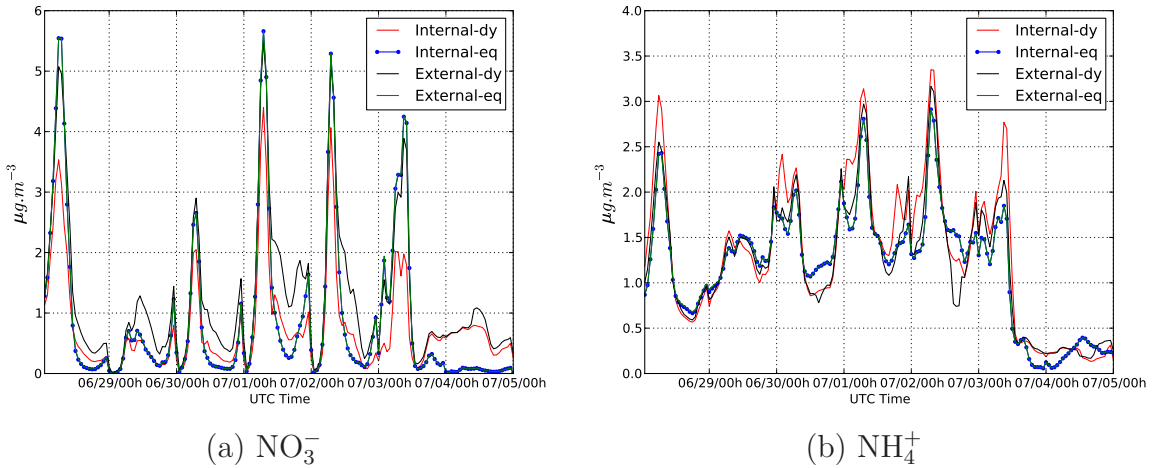 6
5
4
3
2
1
0
μg.m⁻³
Internal-dy
Internal-eq
External-dy
External-eq
06/29/00h 06/30/00h 07/01/00h 07/02/00h 07/03/00h 07/04/00h 07/05/00h
UTC Time
(a) NO₃⁻
4.0
3.5
3.0
2.5
2.0
1.5
1.0
0.5
0.0
μg.m⁻³
Internal-dy
Internal-eq
External-dy
External-eq
06/29/00h 06/30/00h 07/01/00h 07/02/00h 07/03/00h 07/04/00h 07/05/00h
UTC Time
(b) NH₄⁺